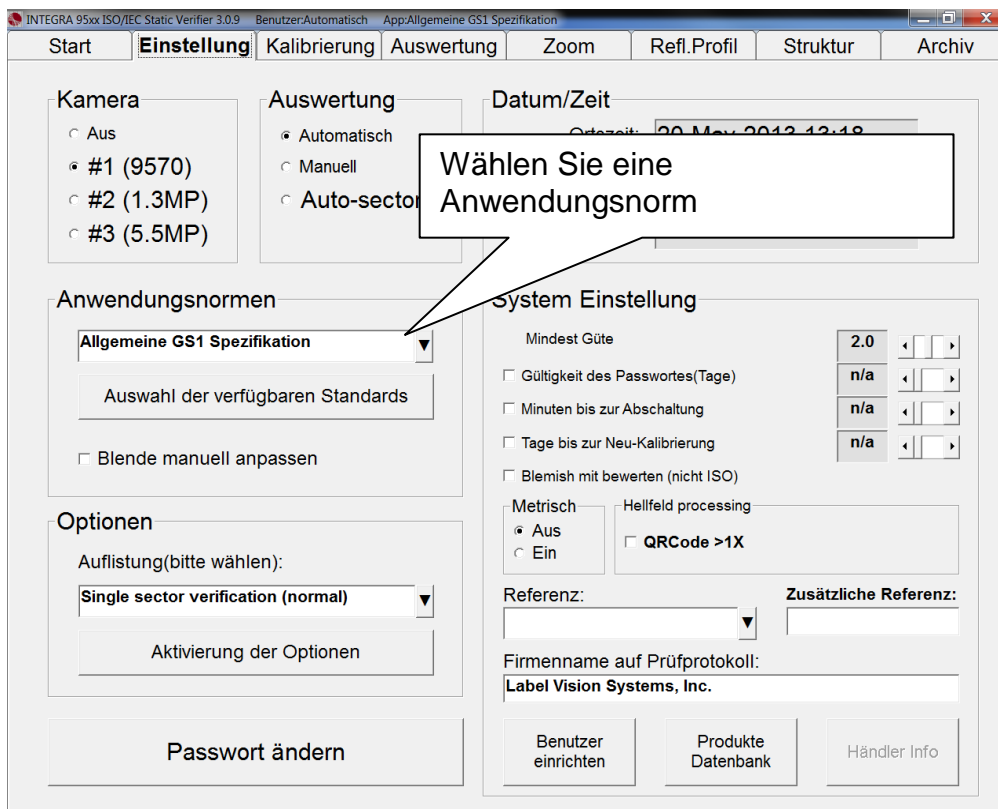 INTEGRA 95xx ISO/IEC Static Verifier 3.0.9 Benutzer:Automatisch App:Allgemeine GS1 Spezifikation
Start Einstellung Kalibrierung Auswertung Zoom Refl.Profil Struktur Archiv
Kamera
Aus
#1 (9570)
#2 (1.3MP)
#3 (5.5MP)
Auswertung
Automatisch
Manuell
Auto-sector
Datum/Zeit
20-May-2013 13:18
Wählen Sie eine
Anwendungsnorm
Anwendungsnormen
Allgemeine GS1 Spezifikation
Auswahl der verfügbaren Standards
Blende manuell anpassen
Optionen
Auflistung(bitte wählen):
Single sector verification (normal)
Aktivierung der Optionen
Passwort ändern
System Einstellung
Mindest Güte 2.0
Gültigkeit des Passwortes(Tage) n/a
Minuten bis zur Abschaltung n/a
Tage bis zur Neu-Kalibrierung n/a
Blemish mit bewerten (nicht ISO)
Metrisch
Aus
Ein
Hellfeld processing
QRCode >1X
Referenz:
Zusätzliche Referenz:
Firmenname auf Prüfprotokoll:
Label Vision Systems, Inc.
Benutzer
einrichten
Produkte
Datenbank
Händler Info